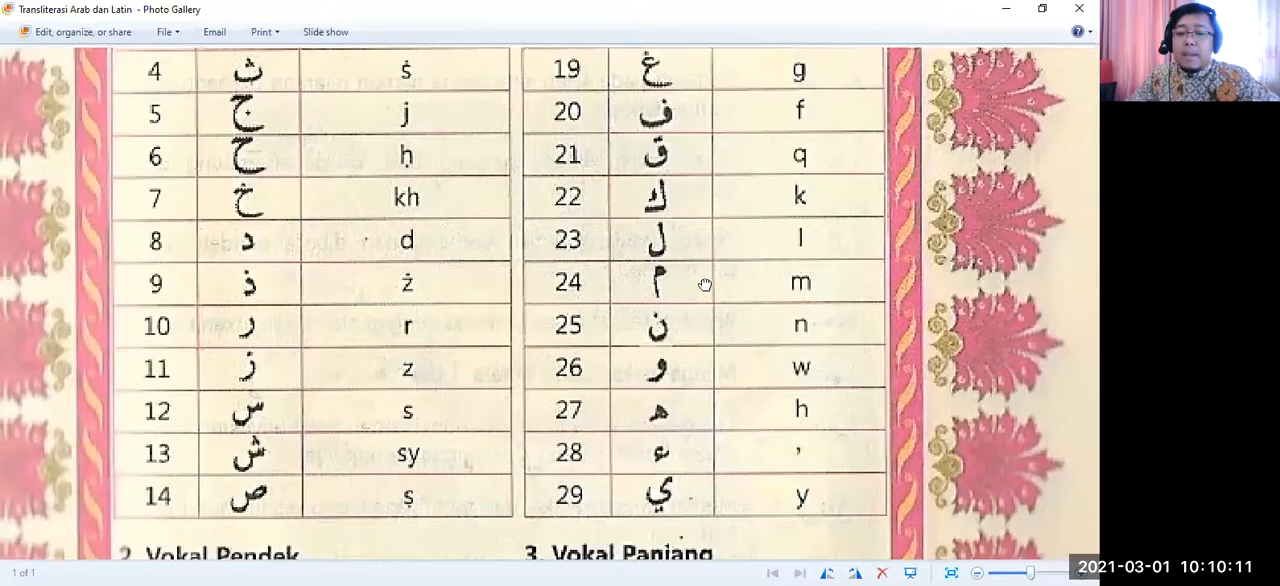 Transliterasi Arab dan Latin - Photo Gallery
Edit, organize, or share File Email Print Slide show
4 ث ṡ 19 غ g
5 ج j 20 ف f
6 ح ḥ 21 ق q
7 خ kh 22 ك k
8 د d 23 ل l
9 ذ ż 24 م m
10 ر r 25 ن n
11 ز z 26 و w
12 س s 27 ه h
13 ش sy 28 ء ,
14 ص ṣ 29 ي y
2. Vokal Pendek 3. Vokal Panjang
1 of 1
2021-03-01 10:10:11